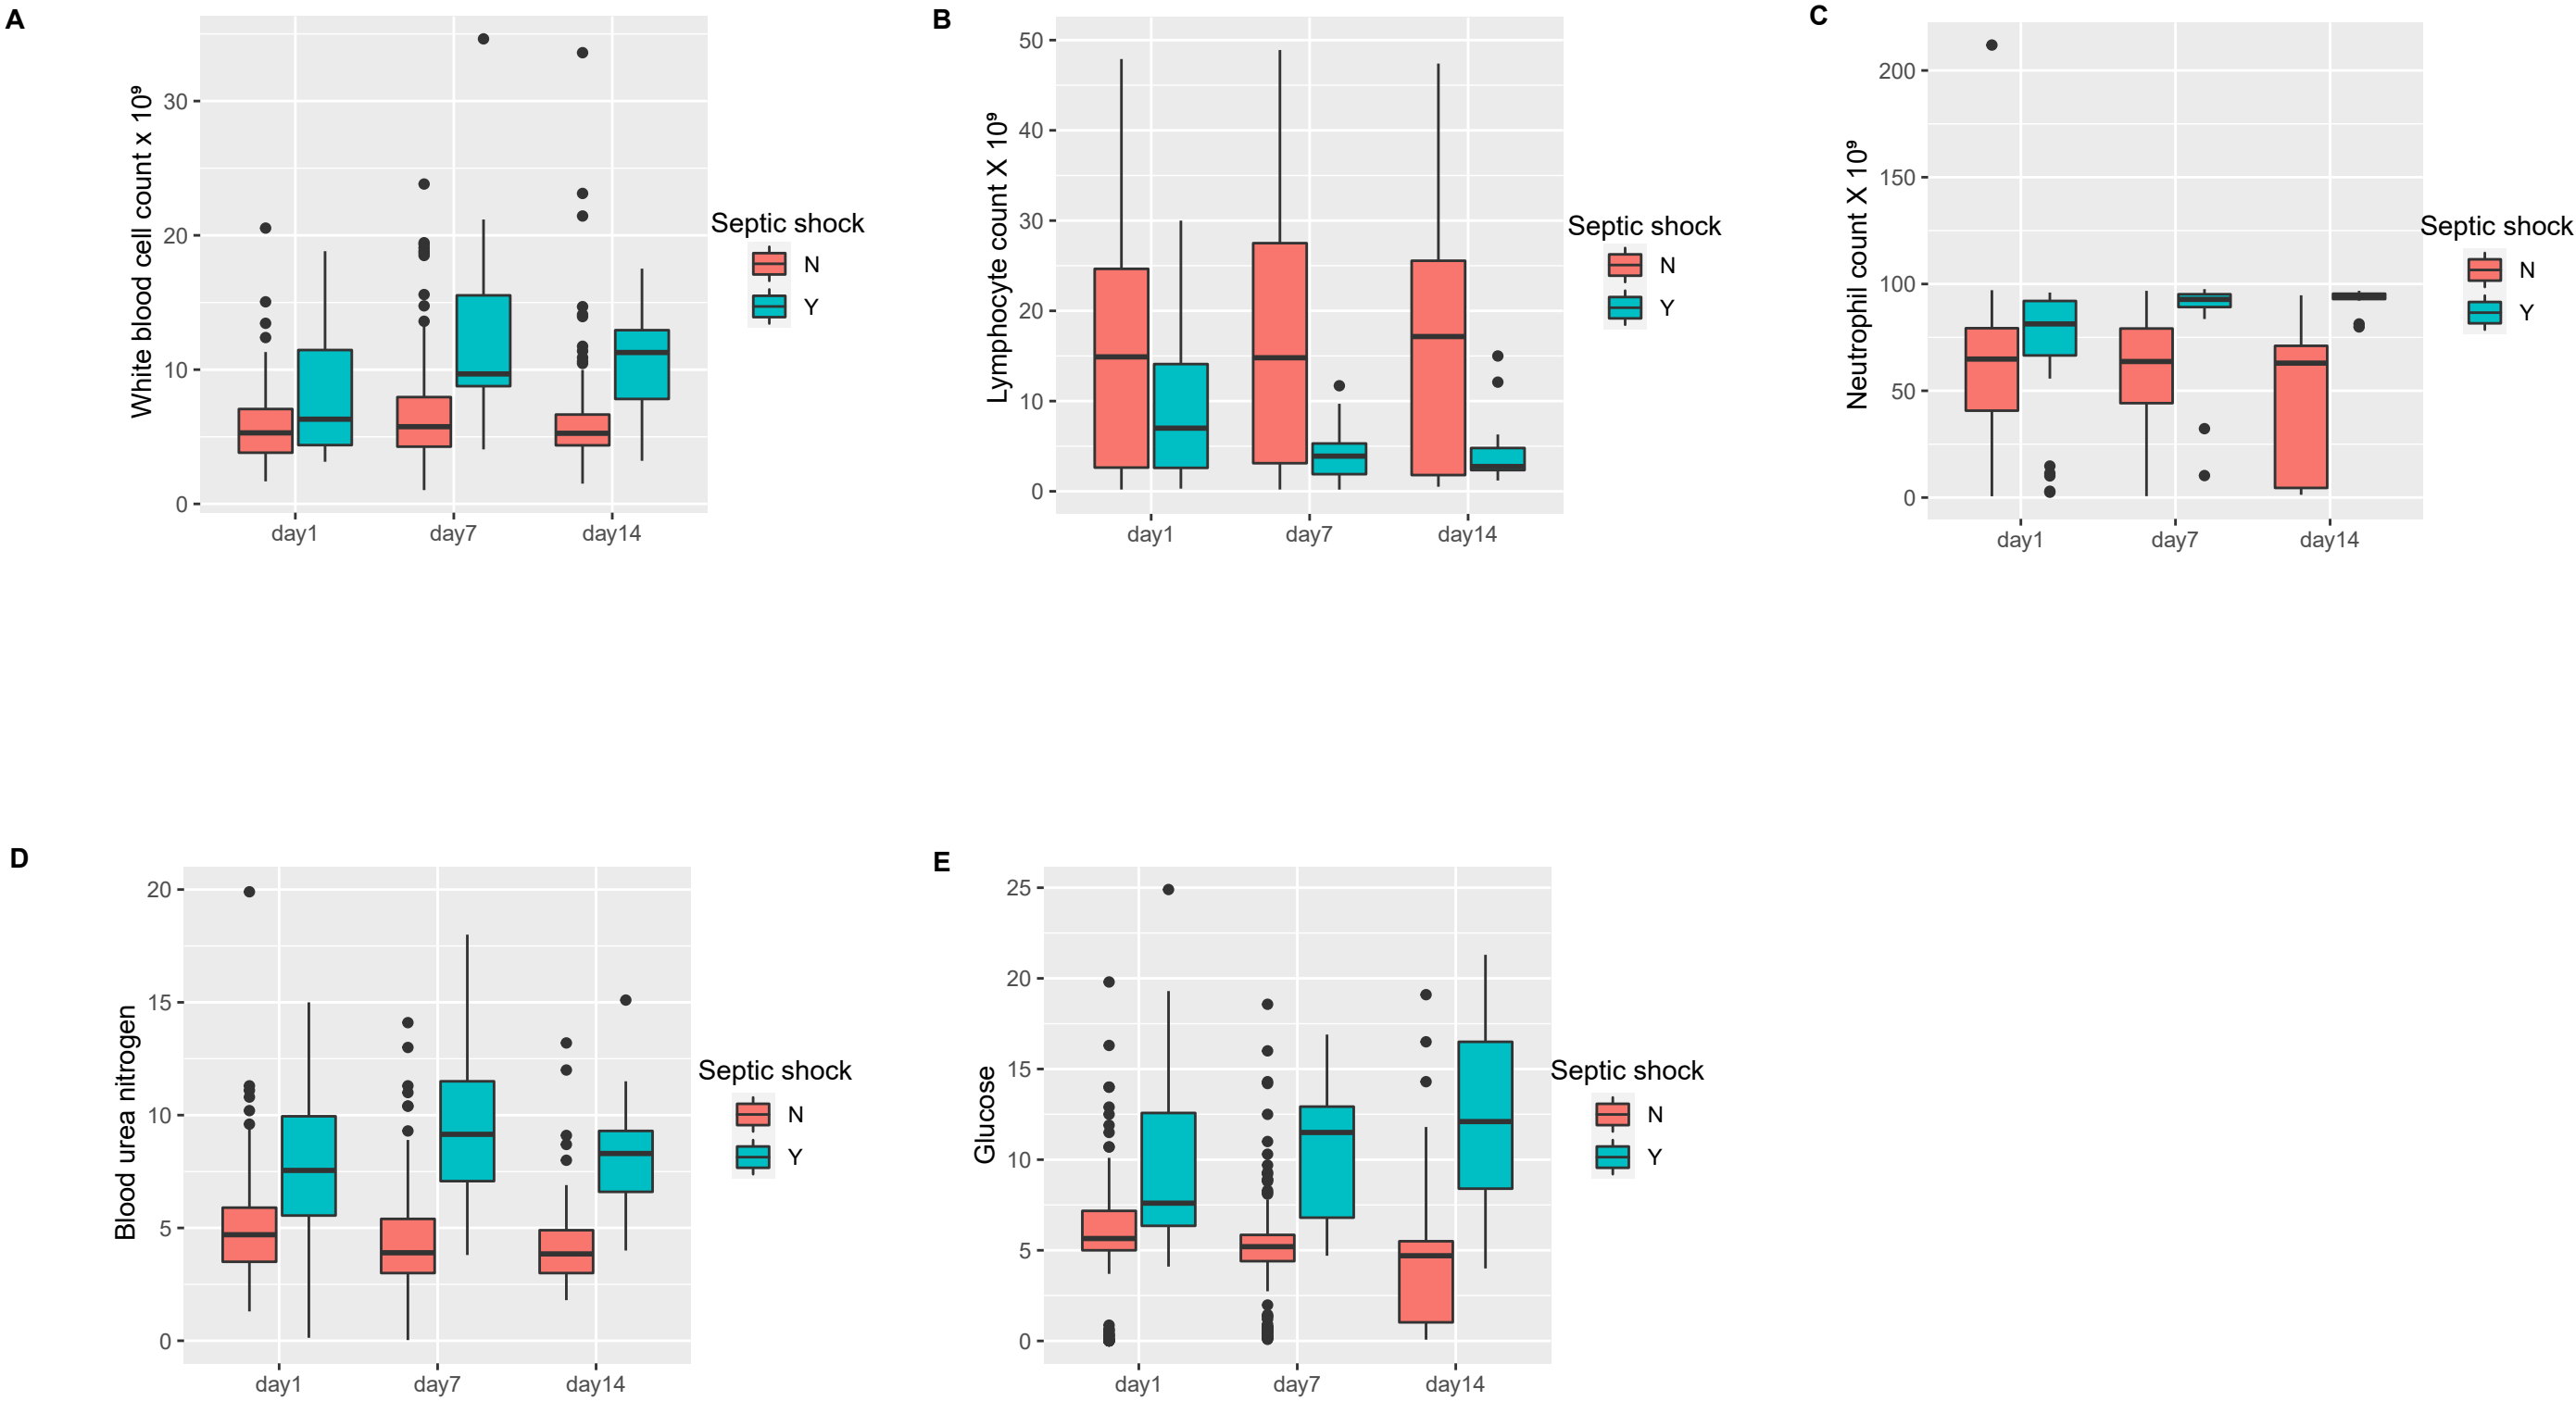 A
White blood cell count x 10⁹
30
20
10
0
day1
day7
day14
Septic shock
N
Y
B
Lymphocyte count X 10⁹
50
40
30
20
10
0
day1
day7
day14
Septic shock
N
Y
C
Neutrophil count X 10⁹
200
150
100
50
0
day1
day7
day14
Septic shock
N
Y
D
Blood urea nitrogen
20
15
10
5
0
day1
day7
day14
Septic shock
N
Y
E
Glucose
25
20
15
10
5
0
day1
day7
day14
Septic shock
N
Y